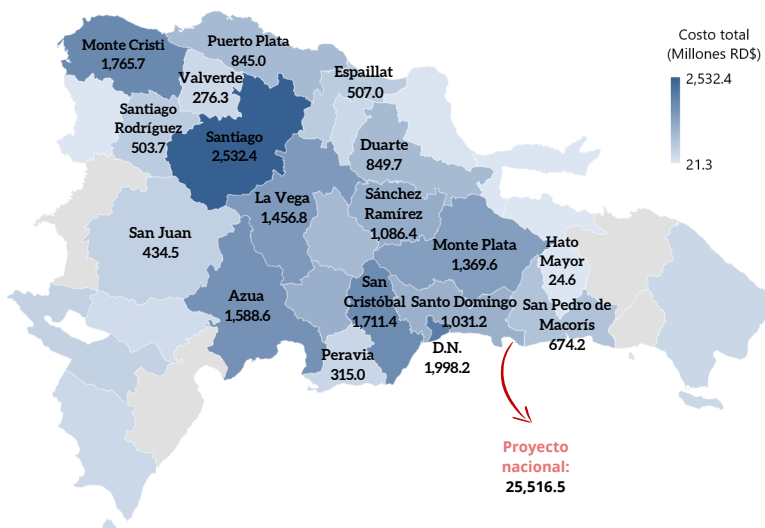 Costo total
(Millones RD$)
2,532.4
21.3
Monte Cristi
1,765.7
Puerto Plata
845.0
Valverde
276.3
Espaillat
507.0
Santiago
Rodríguez
503.7
Santiago
2,532.4
Duarte
849.7
La Vega
1,456.8
Sánchez
Ramírez
1,086.4
San Juan
434.5
Monte Plata
1,369.6
Hato
Mayor
24.6
Azua
1,588.6
San
Cristóbal
1,711.4
Santo Domingo
1,031.2
San Pedro de
Macorís
674.2
Peravia
315.0
D.N.
1,998.2
Proyecto
nacional:
25,516.5